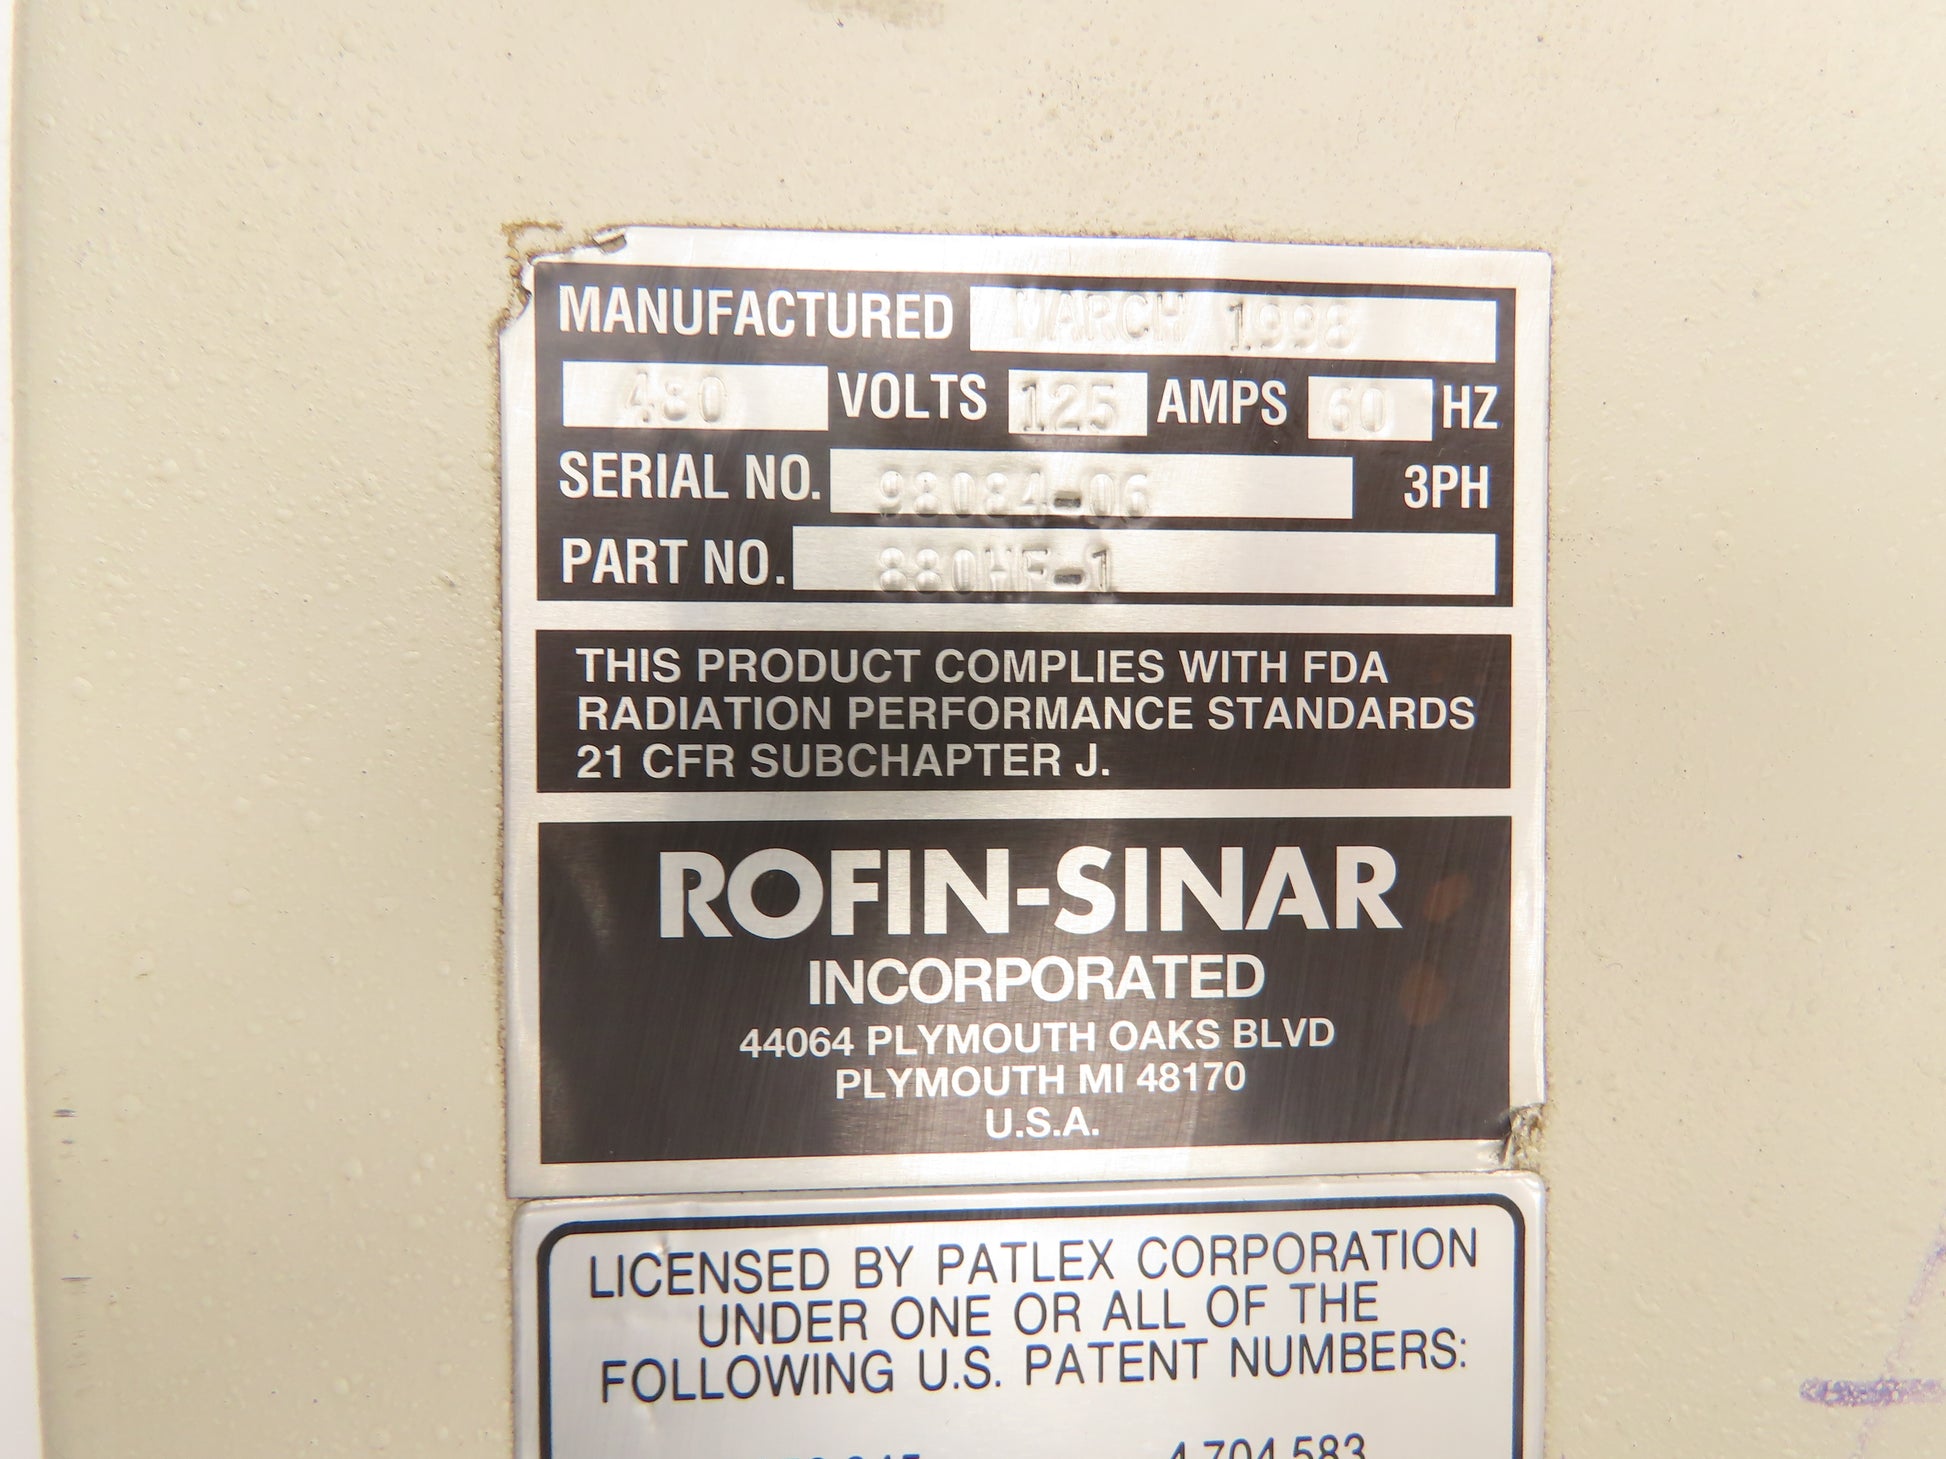 MANUFACTURED MARCH 1998
480 VOLTS 125 AMPS 60 HZ
SERIAL NO. 98084-06 3PH
PART NO. 880HF-1
THIS PRODUCT COMPLIES WITH FDA
RADIATION PERFORMANCE STANDARDS
21 CFR SUBCHAPTER J.
ROFIN-SINAR
INCORPORATED
44064 PLYMOUTH OAKS BLVD
PLYMOUTH MI 48170
U.S.A.
LICENSED BY PATLEX CORPORATION
UNDER ONE OR ALL OF THE
FOLLOWING U.S. PATENT NUMBERS:
4,704,583